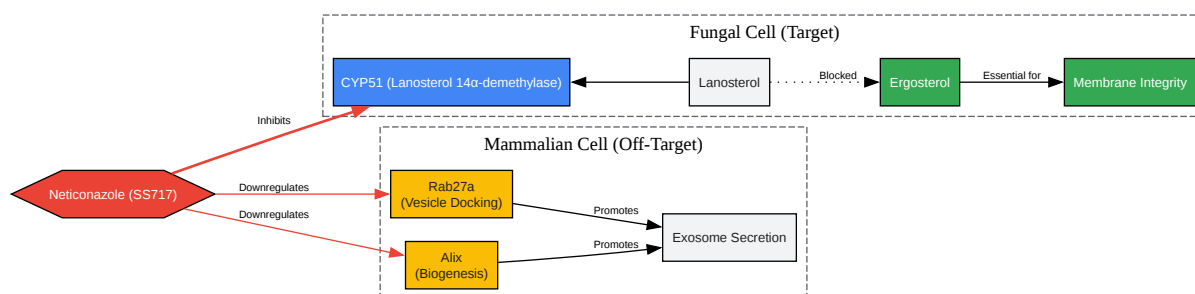 Fungal Cell (Target)
CYP51 (Lanosterol 14α-demethylase)
Lanosterol
Blocked
Ergosterol
Essential for
Membrane Integrity
Inhibits
Mammalian Cell (Off-Target)
Neticonazole (SS717)
Downregulates
Rab27a
(Vesicle Docking)
Promotes
Downregulates
Alix
(Biogenesis)
Promotes
Exosome Secretion